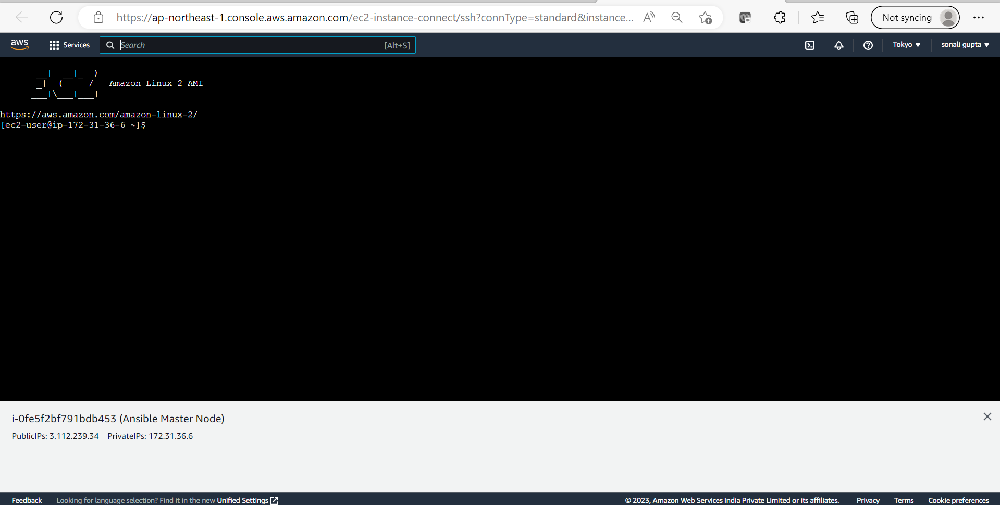 https://ap-northeast-1.console.aws.amazon.com/ec2-instance-connect/ssh?connType=standard&instance...
Not syncing
aws
Services
Search
[Alt+S]
Tokyo
sonali gupta
       __|  __|_  )
       _|  (     /   Amazon Linux 2 AMI
      ___|\___|___|
https://aws.amazon.com/amazon-linux-2/
[ec2-user@ip-172-31-36-6 ~]$
i-0fe5f2bf791bdb453 (Ansible Master Node)
PublicIPs: 3.112.239.34 PrivateIPs: 172.31.36.6
Feedback Looking for language selection? Find it in the new Unified Settings © 2023, Amazon Web Services India Private Limited or its affiliates. Privacy Terms Cookie preferences